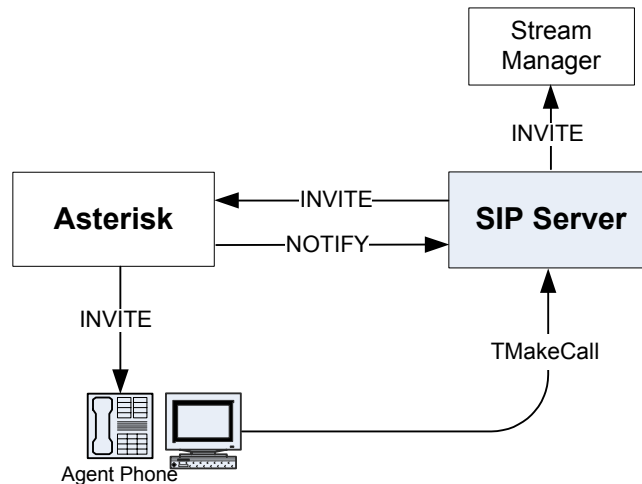 Stream
Manager
INVITE
Asterisk
INVITE
SIP Server
NOTIFY
INVITE
TMakeCall
Agent Phone